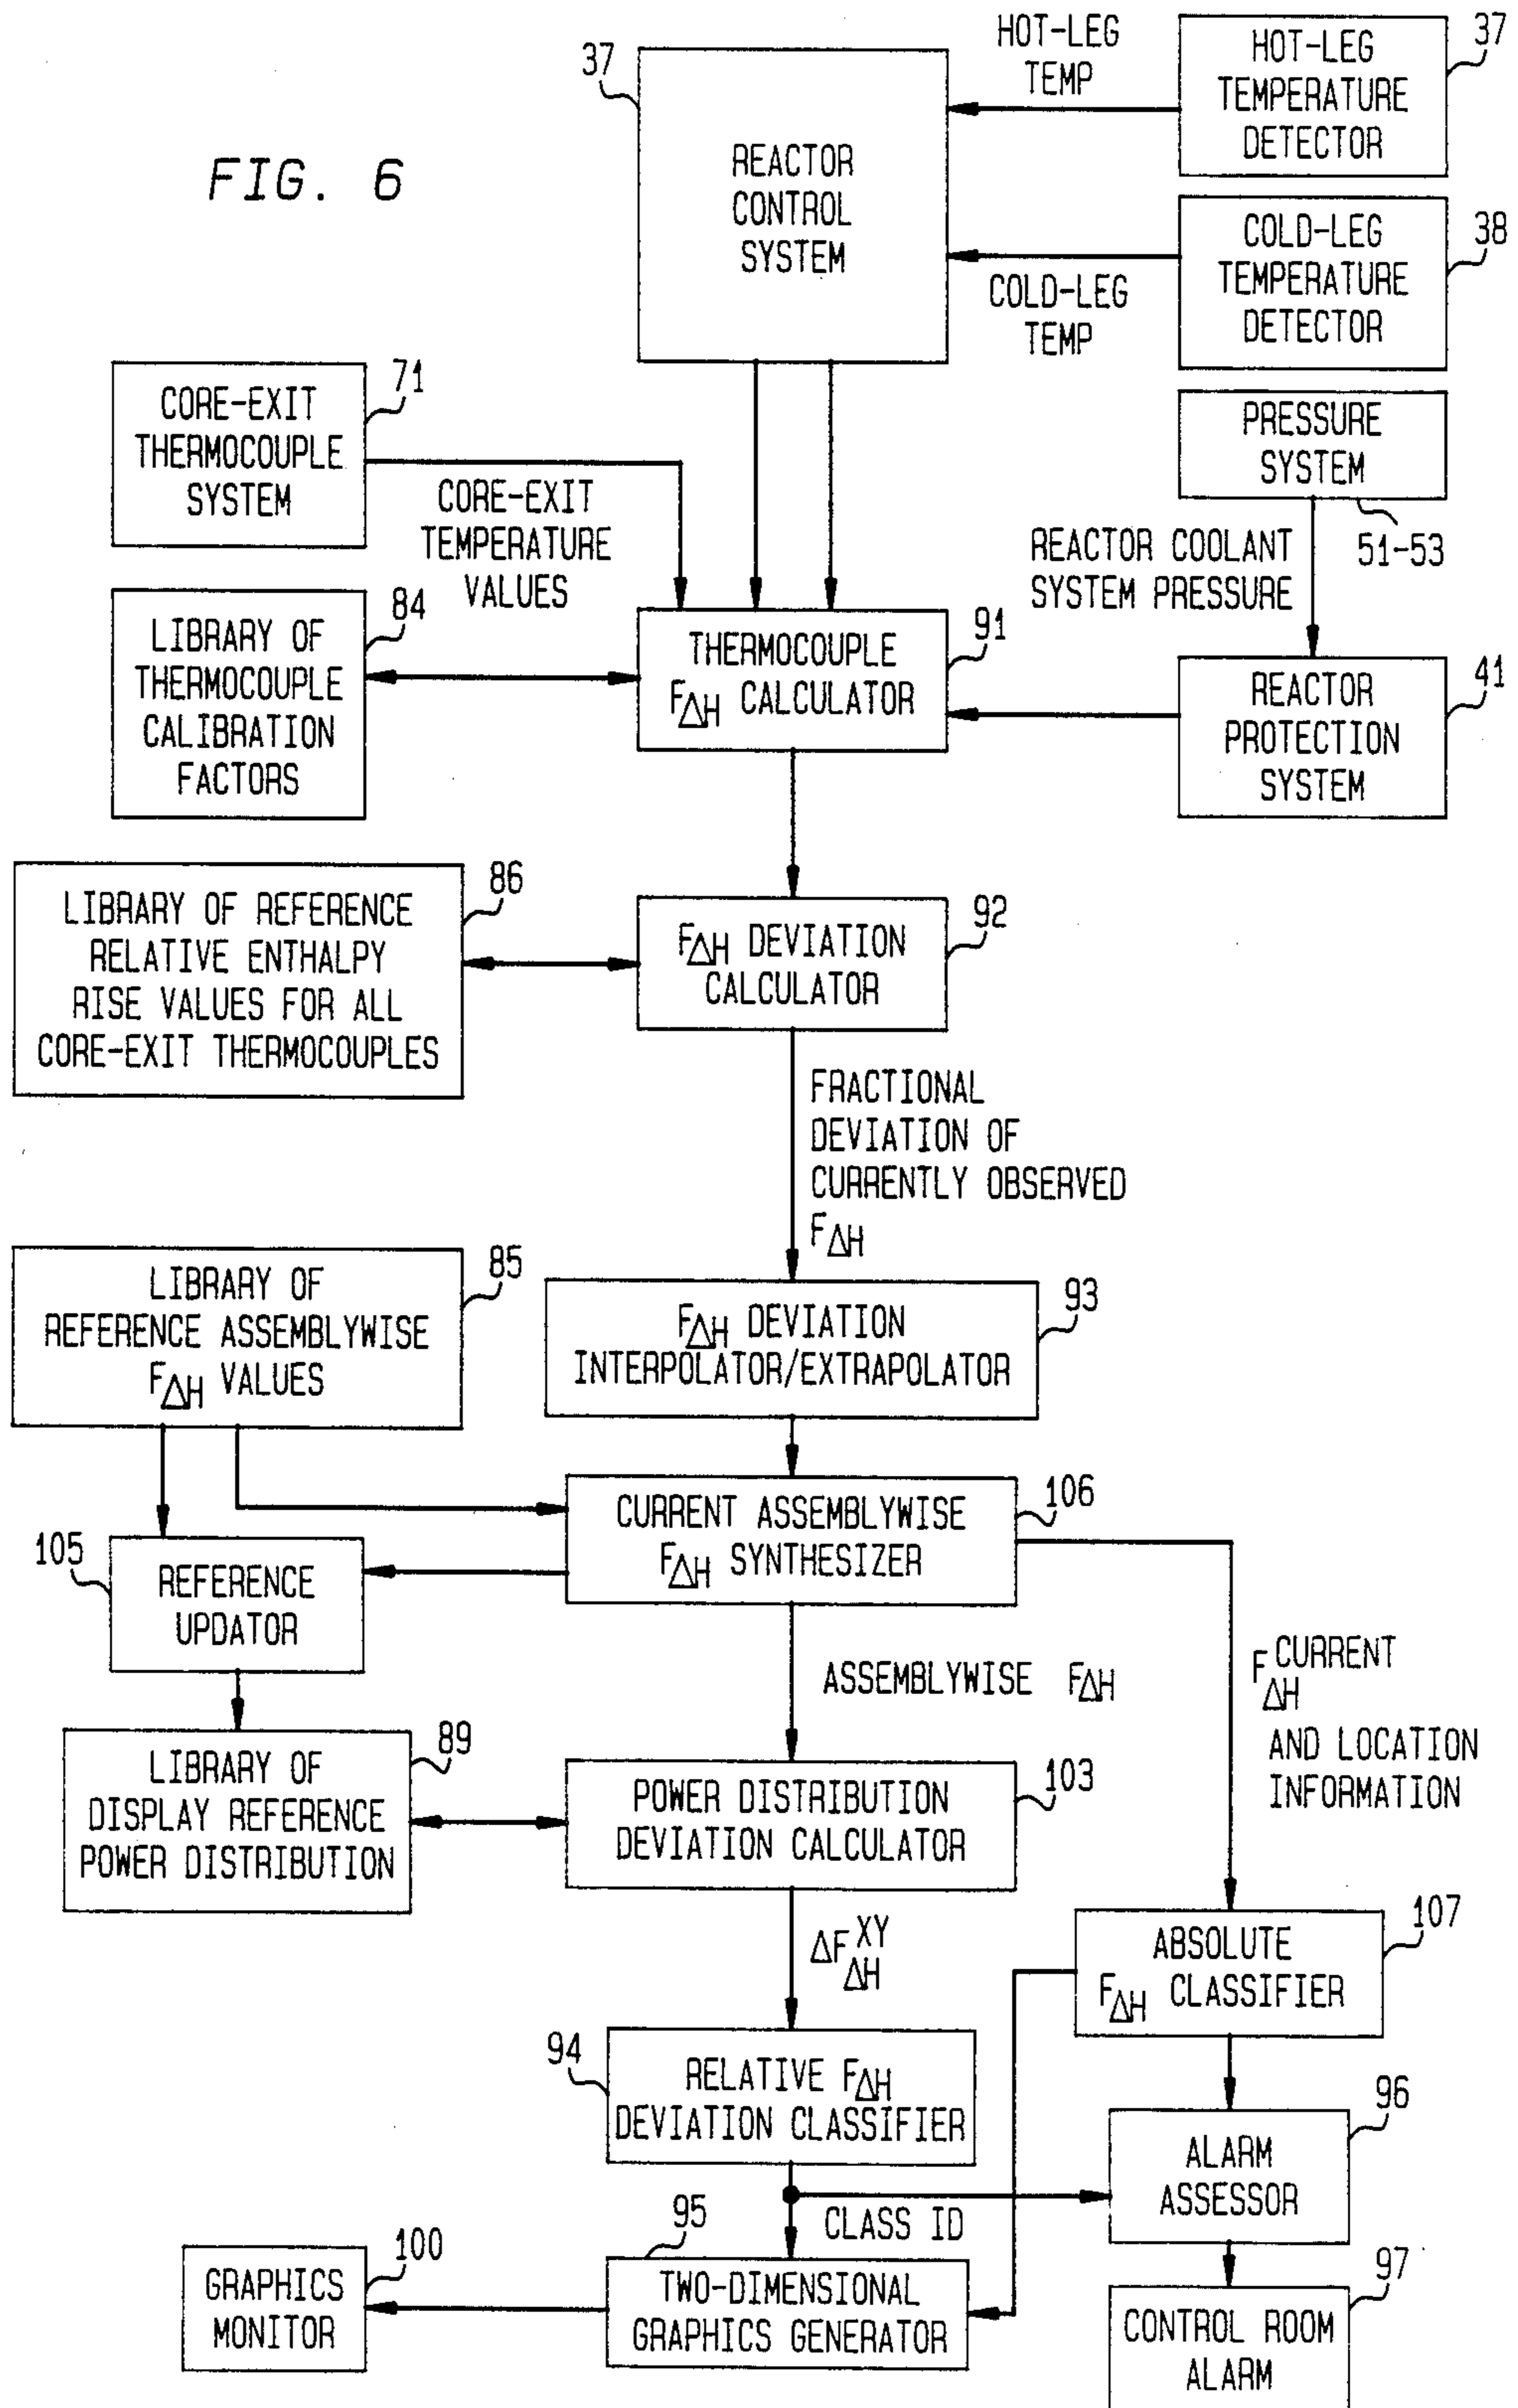 FIG. 6
37
REACTOR
CONTROL
SYSTEM
HOT-LEG
TEMP
HOT-LEG
TEMPERATURE
DETECTOR
37
COLD-LEG
TEMP
COLD-LEG
TEMPERATURE
DETECTOR
38
PRESSURE
SYSTEM
51-53
REACTOR COOLANT
SYSTEM PRESSURE
CORE-EXIT
THERMOCOUPLE
SYSTEM
71
CORE-EXIT
TEMPERATURE
VALUES
LIBRARY OF
THERMOCOUPLE
CALIBRATION
FACTORS
84
THERMOCOUPLE
FΔH CALCULATOR
91
REACTOR
PROTECTION
SYSTEM
41
LIBRARY OF REFERENCE
RELATIVE ENTHALPY
RISE VALUES FOR ALL
CORE-EXIT THERMOCOUPLES
86
FΔH DEVIATION
CALCULATOR
92
FRACTIONAL
DEVIATION OF
CURRENTLY OBSERVED
FΔH
LIBRARY OF
REFERENCE ASSEMBLYWISE
FΔH VALUES
85
FΔH DEVIATION
INTERPOLATOR/EXTRAPOLATOR
93
105
REFERENCE
UPDATOR
CURRENT ASSEMBLYWISE
FΔH SYNTHESIZER
106
ASSEMBLYWISE FΔH
FΔH CURRENT
AND LOCATION
INFORMATION
LIBRARY OF
DISPLAY REFERENCE
POWER DISTRIBUTION
89
POWER DISTRIBUTION
DEVIATION CALCULATOR
103
ΔFΔH XY
ABSOLUTE
FΔH CLASSIFIER
107
94
RELATIVE FΔH
DEVIATION CLASSIFIER
ALARM
ASSESSOR
96
CLASS ID
95
TWO-DIMENSIONAL
GRAPHICS GENERATOR
GRAPHICS
MONITOR
100
CONTROL ROOM
ALARM
97